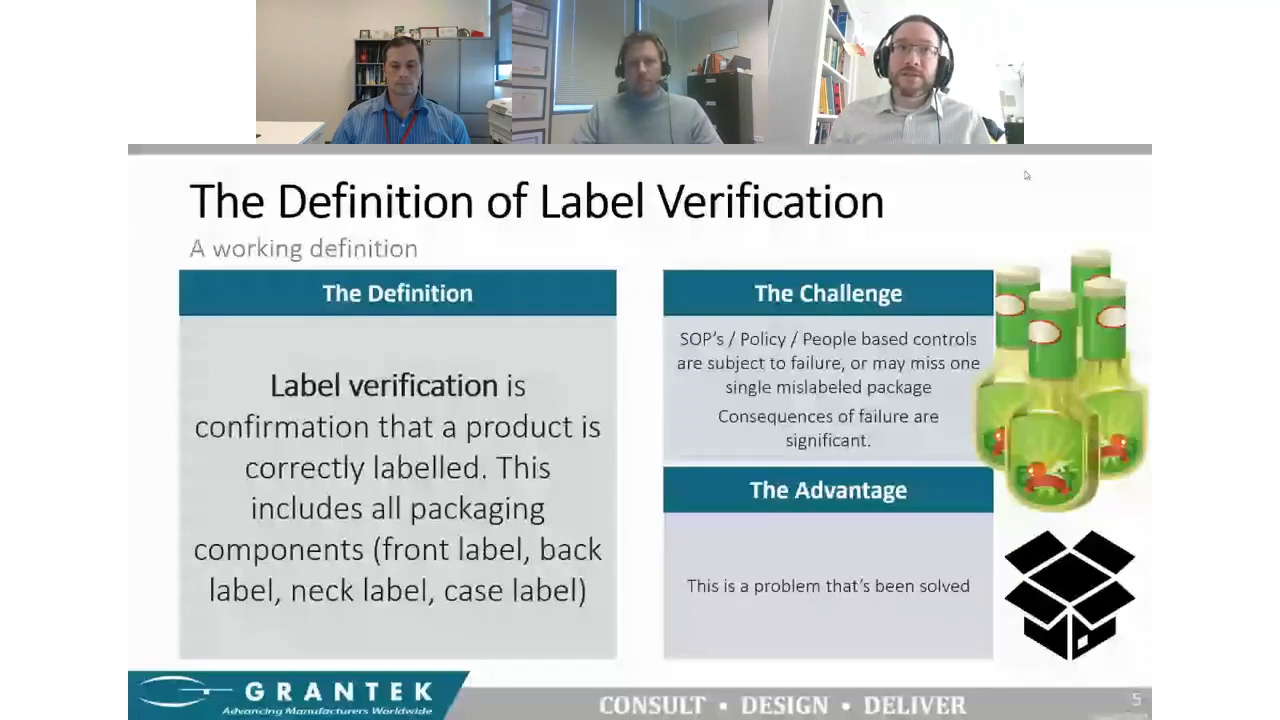 The Definition of Label Verification
A working definition
The Definition
Label verification is
confirmation that a product is
correctly labelled. This
includes all packaging
components (front label, back
label, neck label, case label)
The Challenge
SOP's / Policy / People based controls
are subject to failure, or may miss one
single mislabeled package
Consequences of failure are
significant.
The Advantage
This is a problem that's been solved
GRANTEK
Advancing Manufacturers Worldwide
CONSULT • DESIGN • DELIVER
5